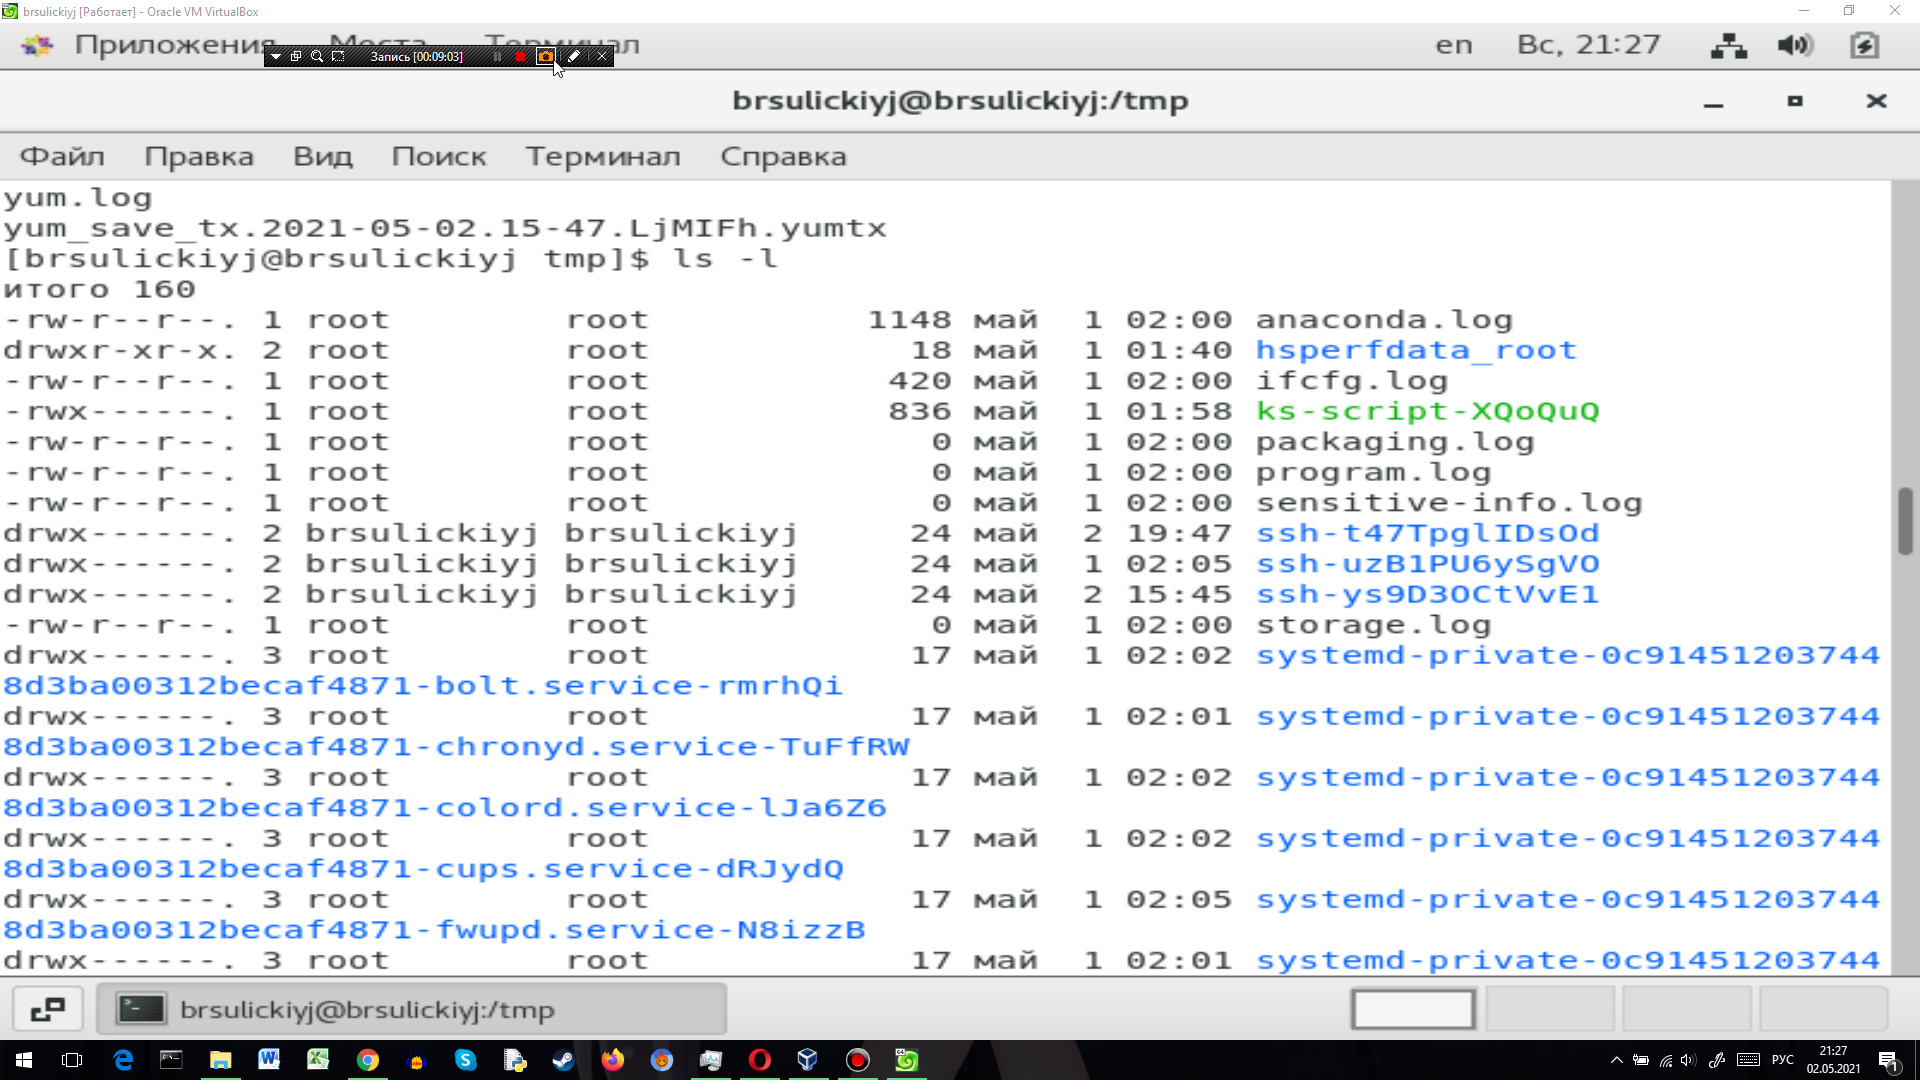 brsulickiyj [Работает] - Oracle VM VirtualBox
Приложения Места Терминал en Вс, 21:27
Запись [00:09:03]
brsulickiyj@brsulickiyj:/tmp
Файл Правка Вид Поиск Терминал Справка
yum.log
yum_save_tx.2021-05-02.15-47.LjMIFh.yumtx
[brsulickiyj@brsulickiyj tmp]$ ls -l
итого 160
-rw-r--r--. 1 root root 1148 май 1 02:00 anaconda.log
drwxr-xr-x. 2 root root 18 май 1 01:40 hsperfdata_root
-rw-r--r--. 1 root root 420 май 1 02:00 ifcfg.log
-rwx------. 1 root root 836 май 1 01:58 ks-script-XQoQuQ
-rw-r--r--. 1 root root 0 май 1 02:00 packaging.log
-rw-r--r--. 1 root root 0 май 1 02:00 program.log
-rw-r--r--. 1 root root 0 май 1 02:00 sensitive-info.log
drwx------. 2 brsulickiyj brsulickiyj 24 май 2 19:47 ssh-t47TpglIDsOd
drwx------. 2 brsulickiyj brsulickiyj 24 май 1 02:05 ssh-uzB1PU6ySgVO
drwx------. 2 brsulickiyj brsulickiyj 24 май 2 15:45 ssh-ys9D3OCtVvE1
-rw-r--r--. 1 root root 0 май 1 02:00 storage.log
drwx------. 3 root root 17 май 1 02:02 systemd-private-0c91451203744
8d3ba00312becaf4871-bolt.service-rmrhQi
drwx------. 3 root root 17 май 1 02:01 systemd-private-0c91451203744
8d3ba00312becaf4871-chronyd.service-TuFfRW
drwx------. 3 root root 17 май 1 02:02 systemd-private-0c91451203744
8d3ba00312becaf4871-colord.service-lJa6Z6
drwx------. 3 root root 17 май 1 02:02 systemd-private-0c91451203744
8d3ba00312becaf4871-cups.service-dRJydQ
drwx------. 3 root root 17 май 1 02:05 systemd-private-0c91451203744
8d3ba00312becaf4871-fwupd.service-N8izzB
drwx------. 3 root root 17 май 1 02:01 systemd-private-0c91451203744
brsulickiyj@brsulickiyj:/tmp
РУС
21:27
02.05.2021
1